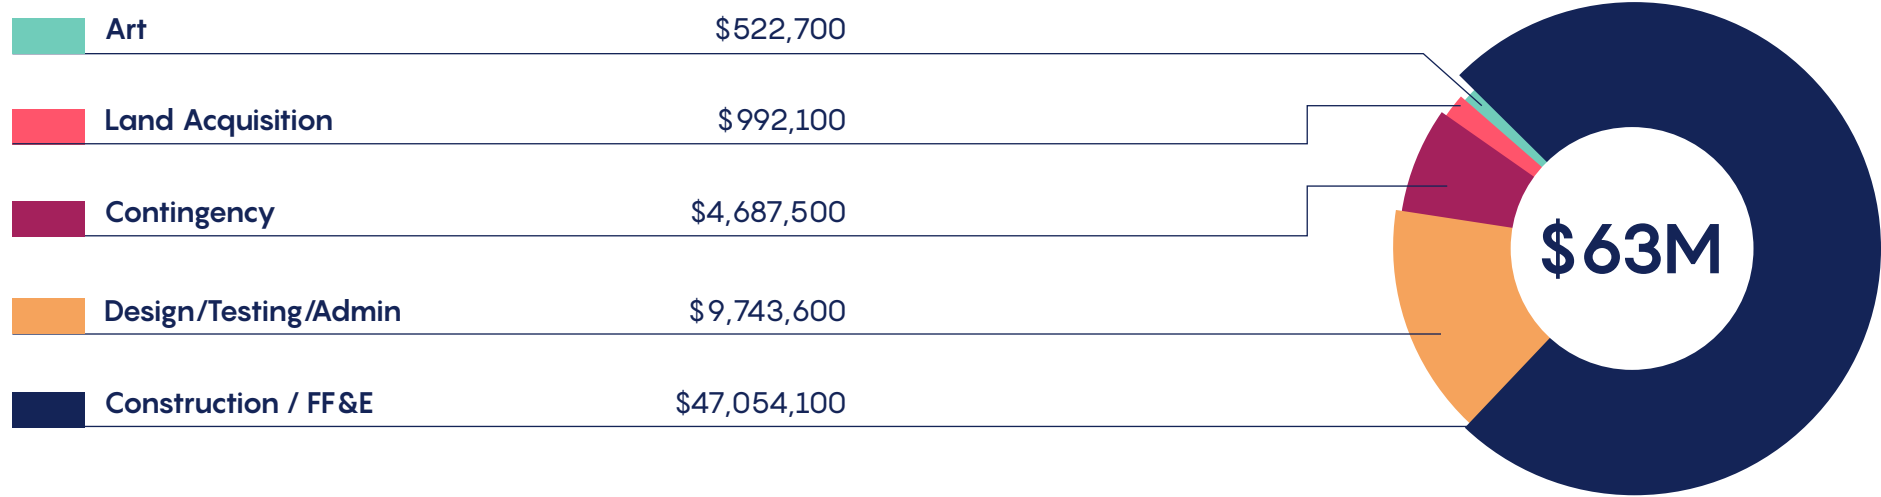 Art $522,700
Land Acquisition $992,100
Contingency $4,687,500
Design/Testing/Admin $9,743,600
Construction / FF&E $47,054,100
$63M